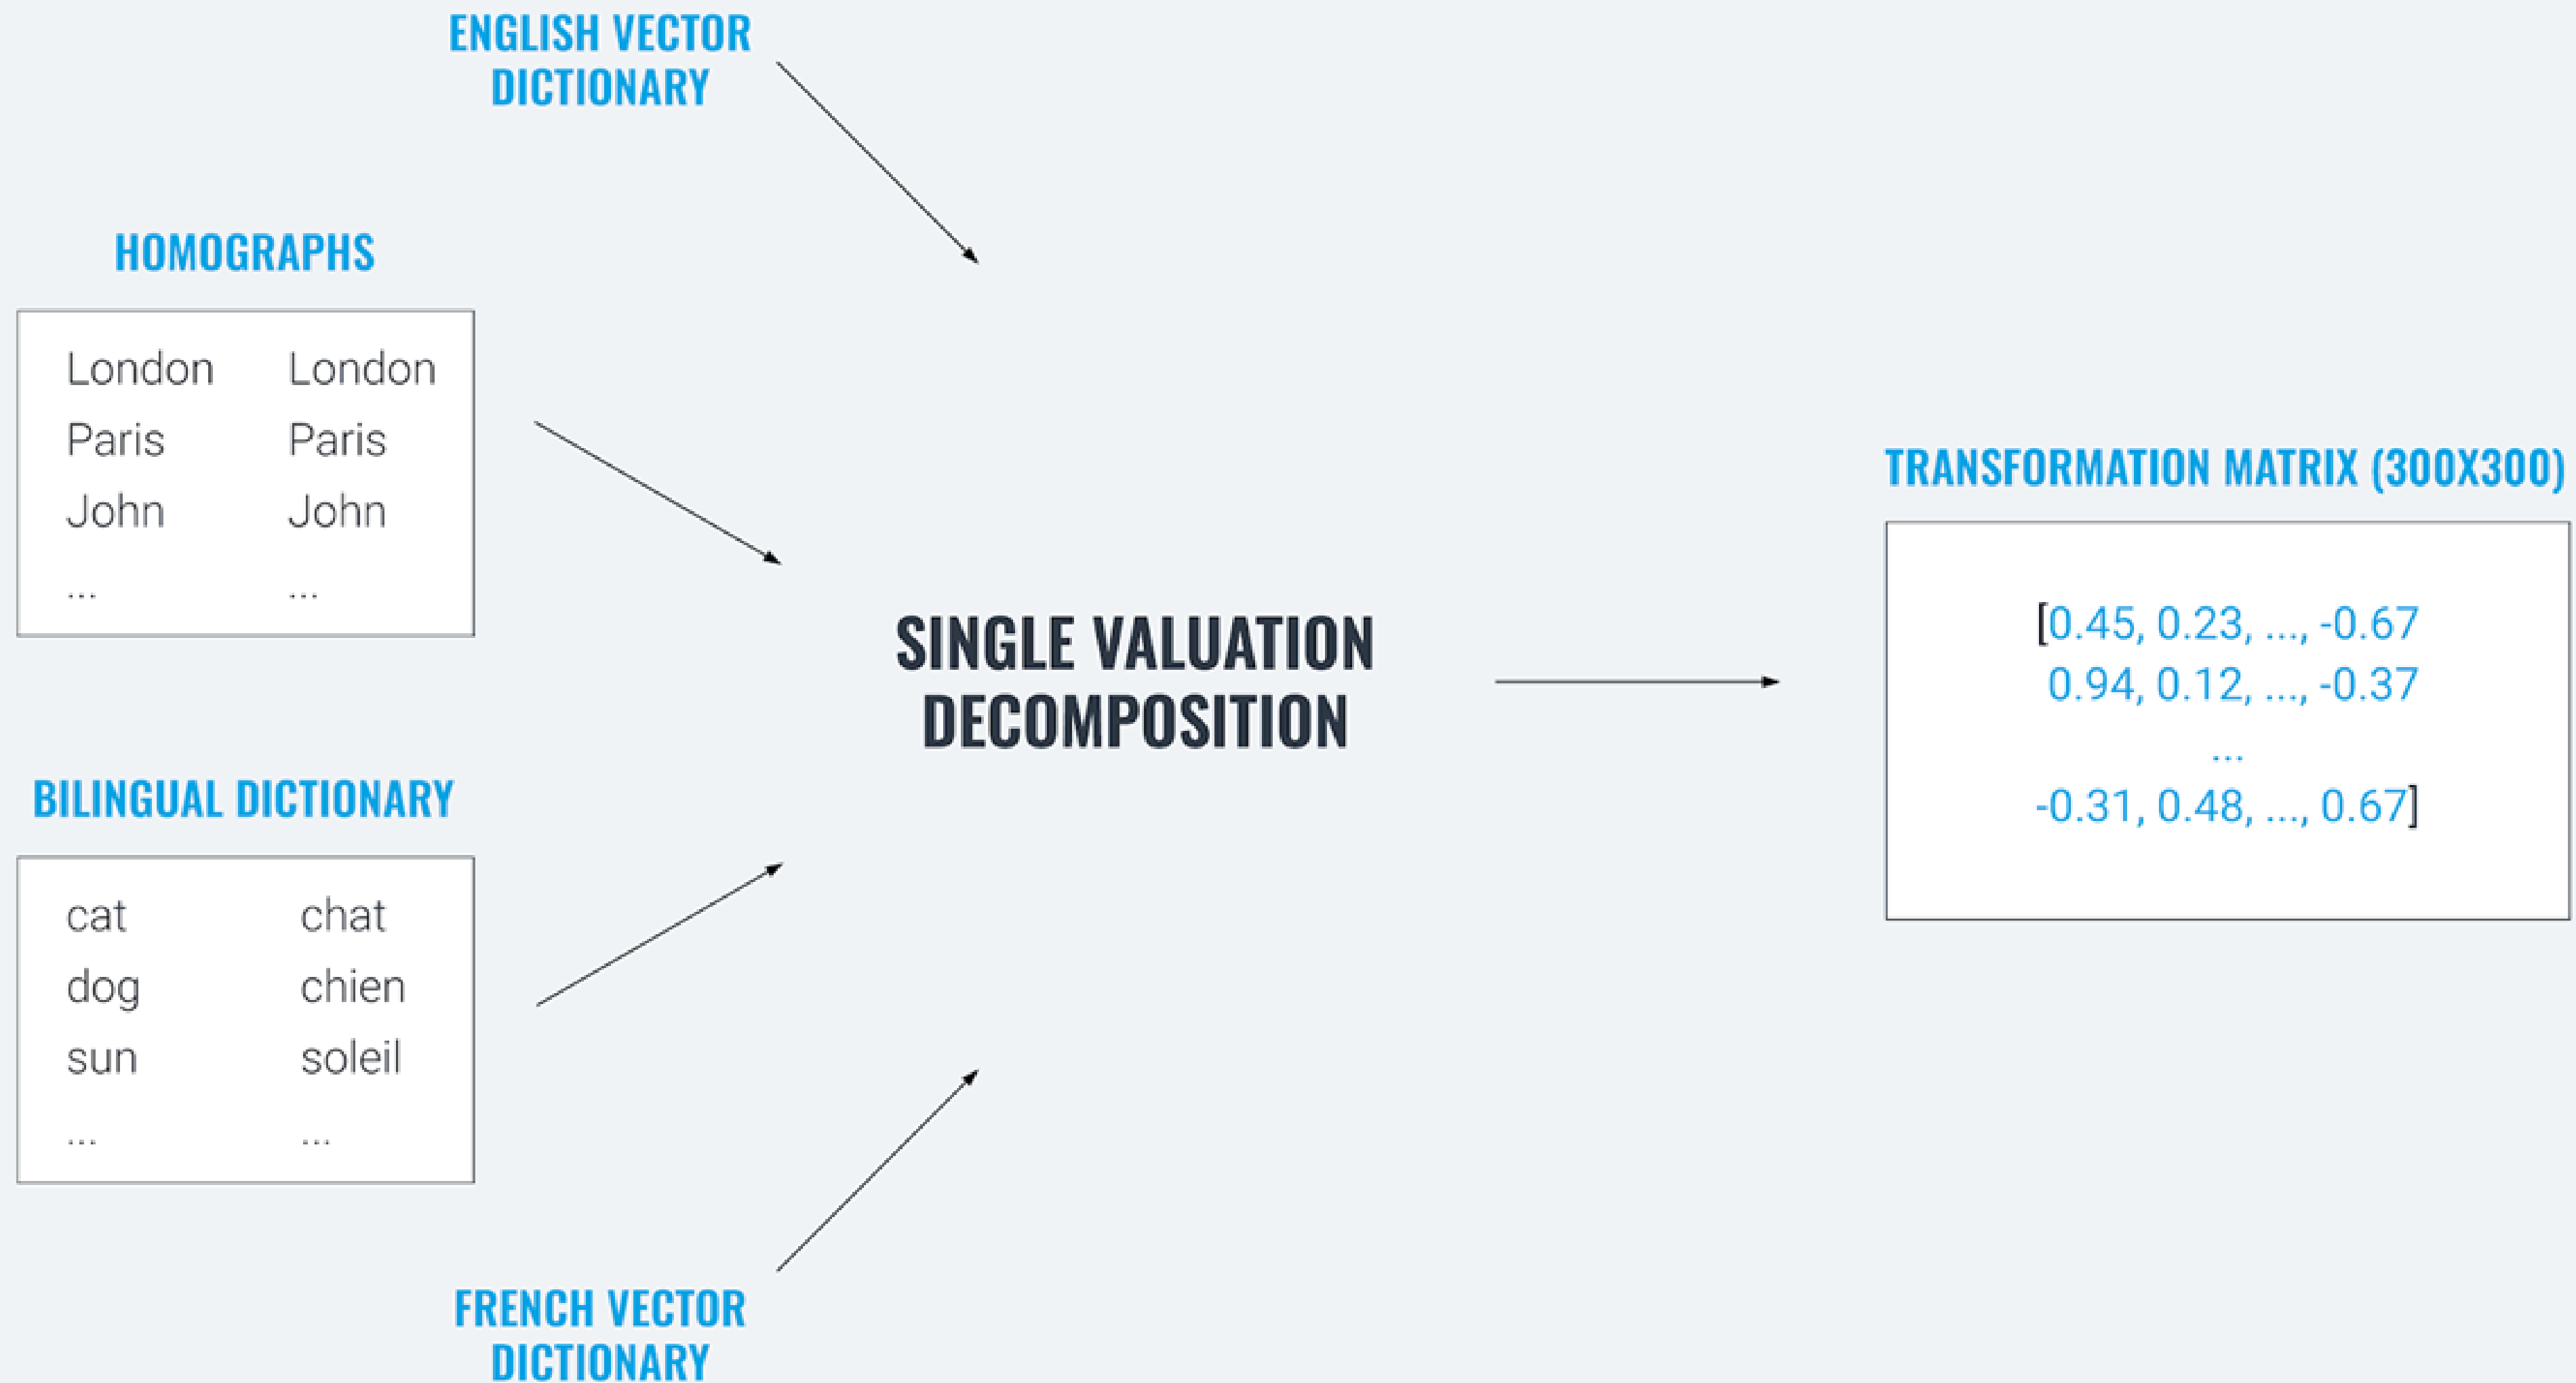 ENGLISH VECTOR
DICTIONARY
HOMOGRAPHS
London London
Paris Paris
John John
... ...
BILINGUAL DICTIONARY
cat chat
dog chien
sun soleil
... ...
FRENCH VECTOR
DICTIONARY
SINGLE VALUATION
DECOMPOSITION
TRANSFORMATION MATRIX (300X300)
[0.45, 0.23, ..., -0.67
0.94, 0.12, ..., -0.37
...
-0.31, 0.48, ..., 0.67]